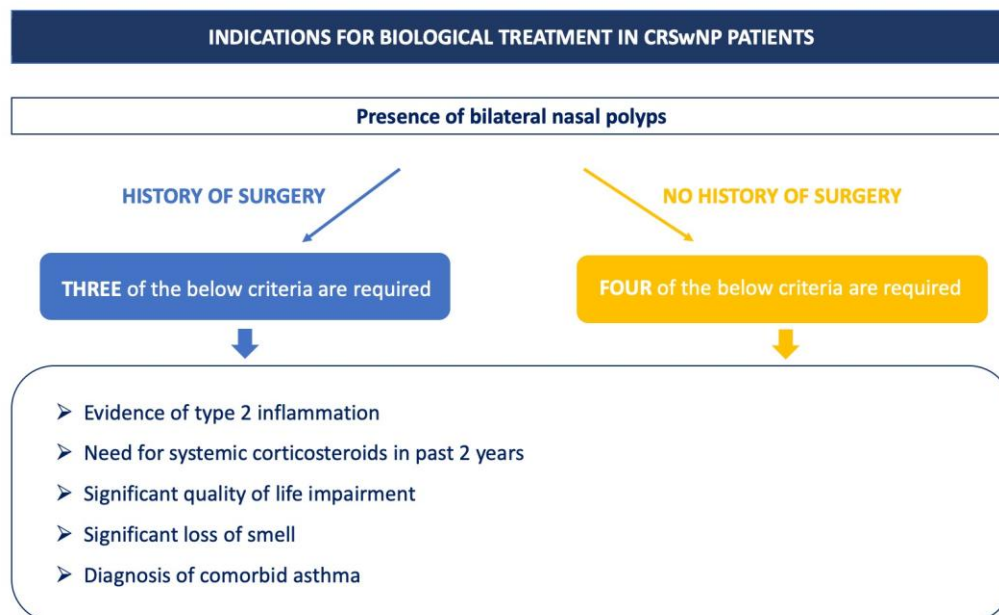 INDICATIONS FOR BIOLOGICAL TREATMENT IN CRSwNP PATIENTS
Presence of bilateral nasal polyps
HISTORY OF SURGERY
NO HISTORY OF SURGERY
THREE of the below criteria are required
FOUR of the below criteria are required
➤ Evidence of type 2 inflammation
➤ Need for systemic corticosteroids in past 2 years
➤ Significant quality of life impairment
➤ Significant loss of smell
➤ Diagnosis of comorbid asthma